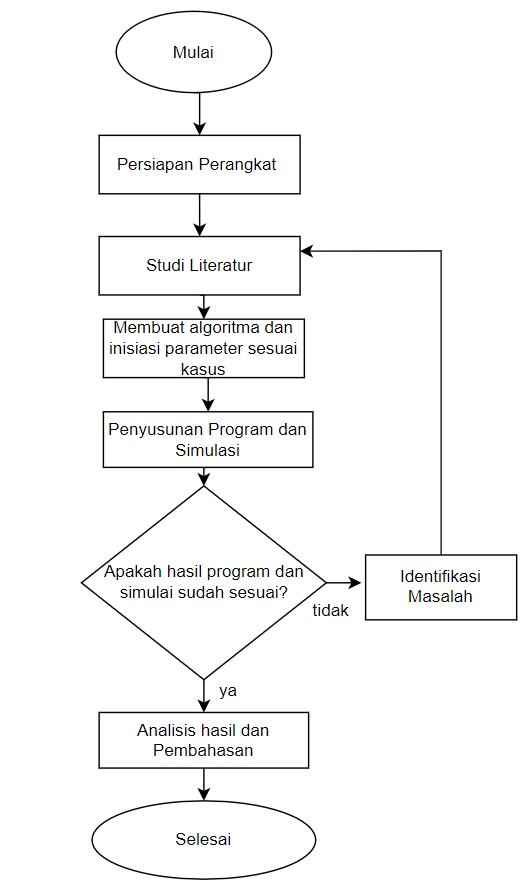 Mulai
Persiapan Perangkat
Studi Literatur
Membuat algoritma dan
inisiasi parameter sesuai
kasus
Penyusunan Program dan
Simulasi
Apakah hasil program dan
simulai sudah sesuai?
tidak
Identifikasi
Masalah
ya
Analisis hasil dan
Pembahasan
Selesai